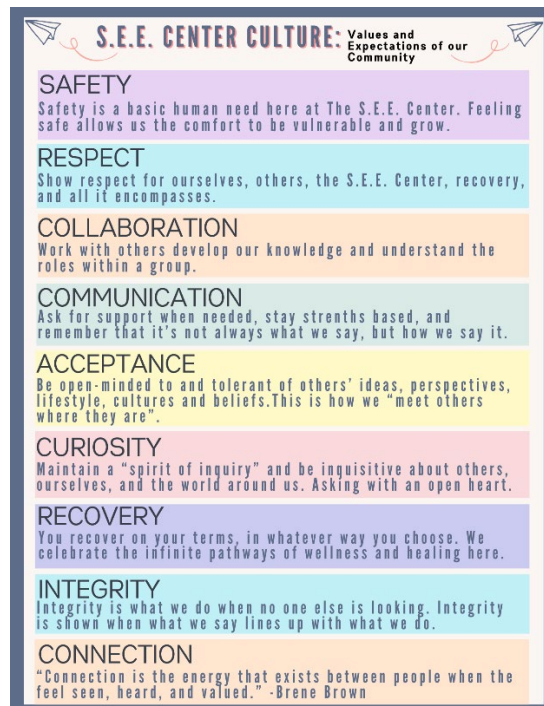 S.E.E. CENTER CULTURE: Values and
Expectations of our
Community
SAFETY
Safety is a basic human need here at The S.E.E. Center. Feeling
safe allows us the comfort to be vulnerable and grow.
RESPECT
Show respect for ourselves, others, the S.E.E. Center, recovery,
and all it encompasses.
COLLABORATION
Work with others develop our knowledge and understand the
roles within a group.
COMMUNICATION
Ask for support when needed, stay strenths based, and
remember that it's not always what we say, but how we say it.
ACCEPTANCE
Be open-minded to and tolerant of others' ideas, perspectives,
lifestyle, cultures and beliefs.This is how we "meet others
where they are".
CURIOSITY
Maintain a "spirit of inquiry" and be inquisitive about others,
ourselves, and the world around us. Asking with an open heart.
RECOVERY
You recover on your terms, in whatever way you choose. We
celebrate the infinite pathways of wellness and healing here.
INTEGRITY
Integrity is what we do when no one else is looking. Integrity
is shown when what we say lines up with what we do.
CONNECTION
"Connection is the energy that exists between people when the
feel seen, heard, and valued." -Brene Brown